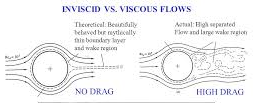 INVISCID VS. VISCOUS FLOWS
Theoretical: Beautifully
behaved but mythically
thin boundary layer
and wake region
Actual: High separated
Flow and large wake region
NO DRAG
HIGH DRAG